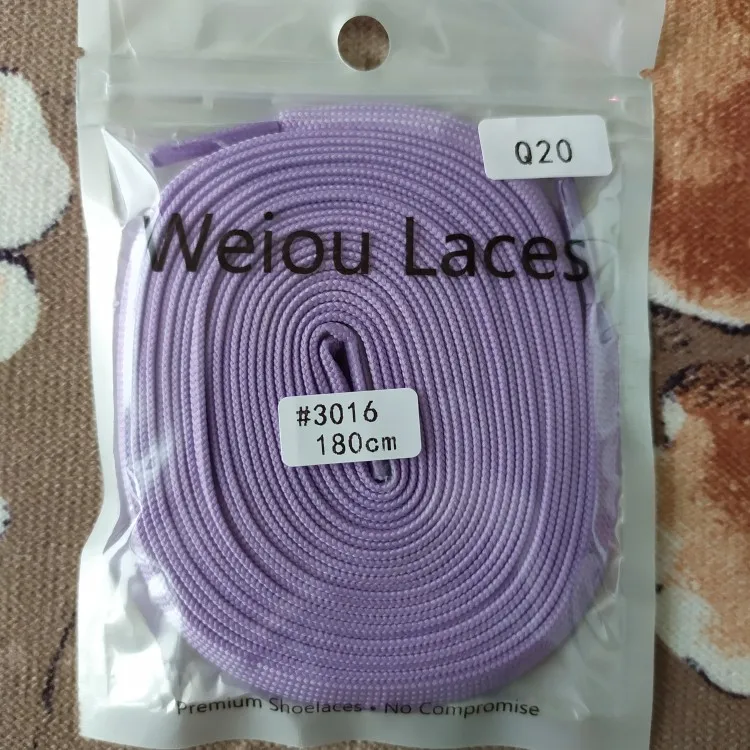 Q20
Weiou Laces
#3016
180cm
Premium Shoelaces • No Compromise